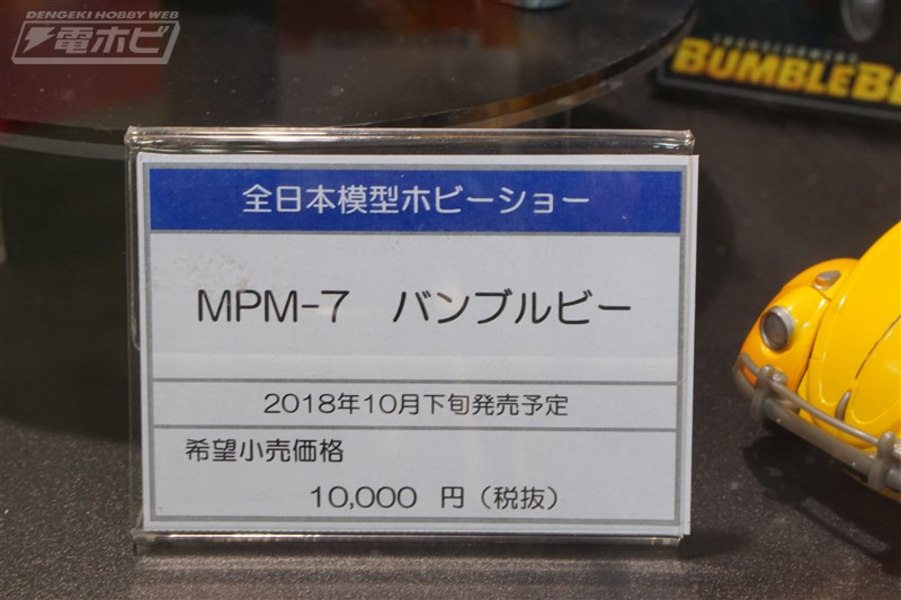 DENGEKI HOBBY WEB
電ホビ
BUMBLEB
全日本模型ホビーショー
MPM-7　バンブルビー
2018年10月下旬発売予定
希望小売価格
10,000 円（税抜）